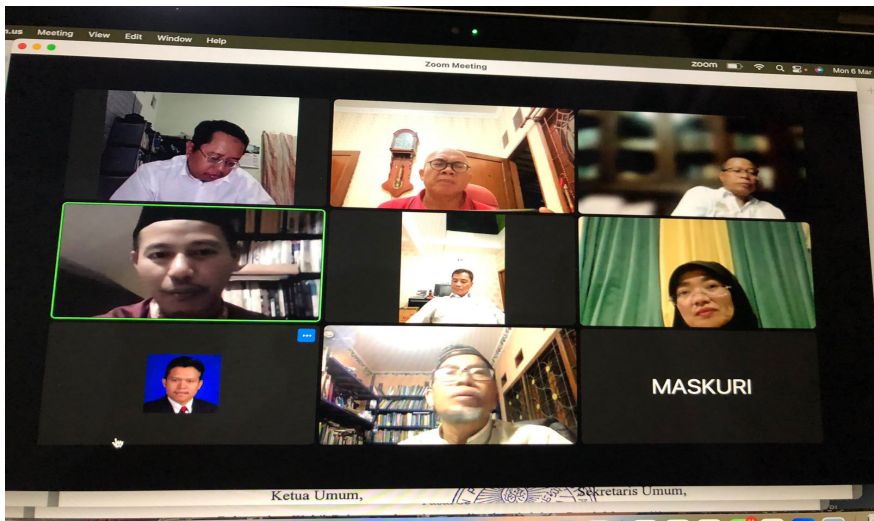 Meeting View Edit Window Help
zoom
Mon 6 Mar
Zoom Meeting
MASKURI
Ketua Umum,
Sekretaris Umum,